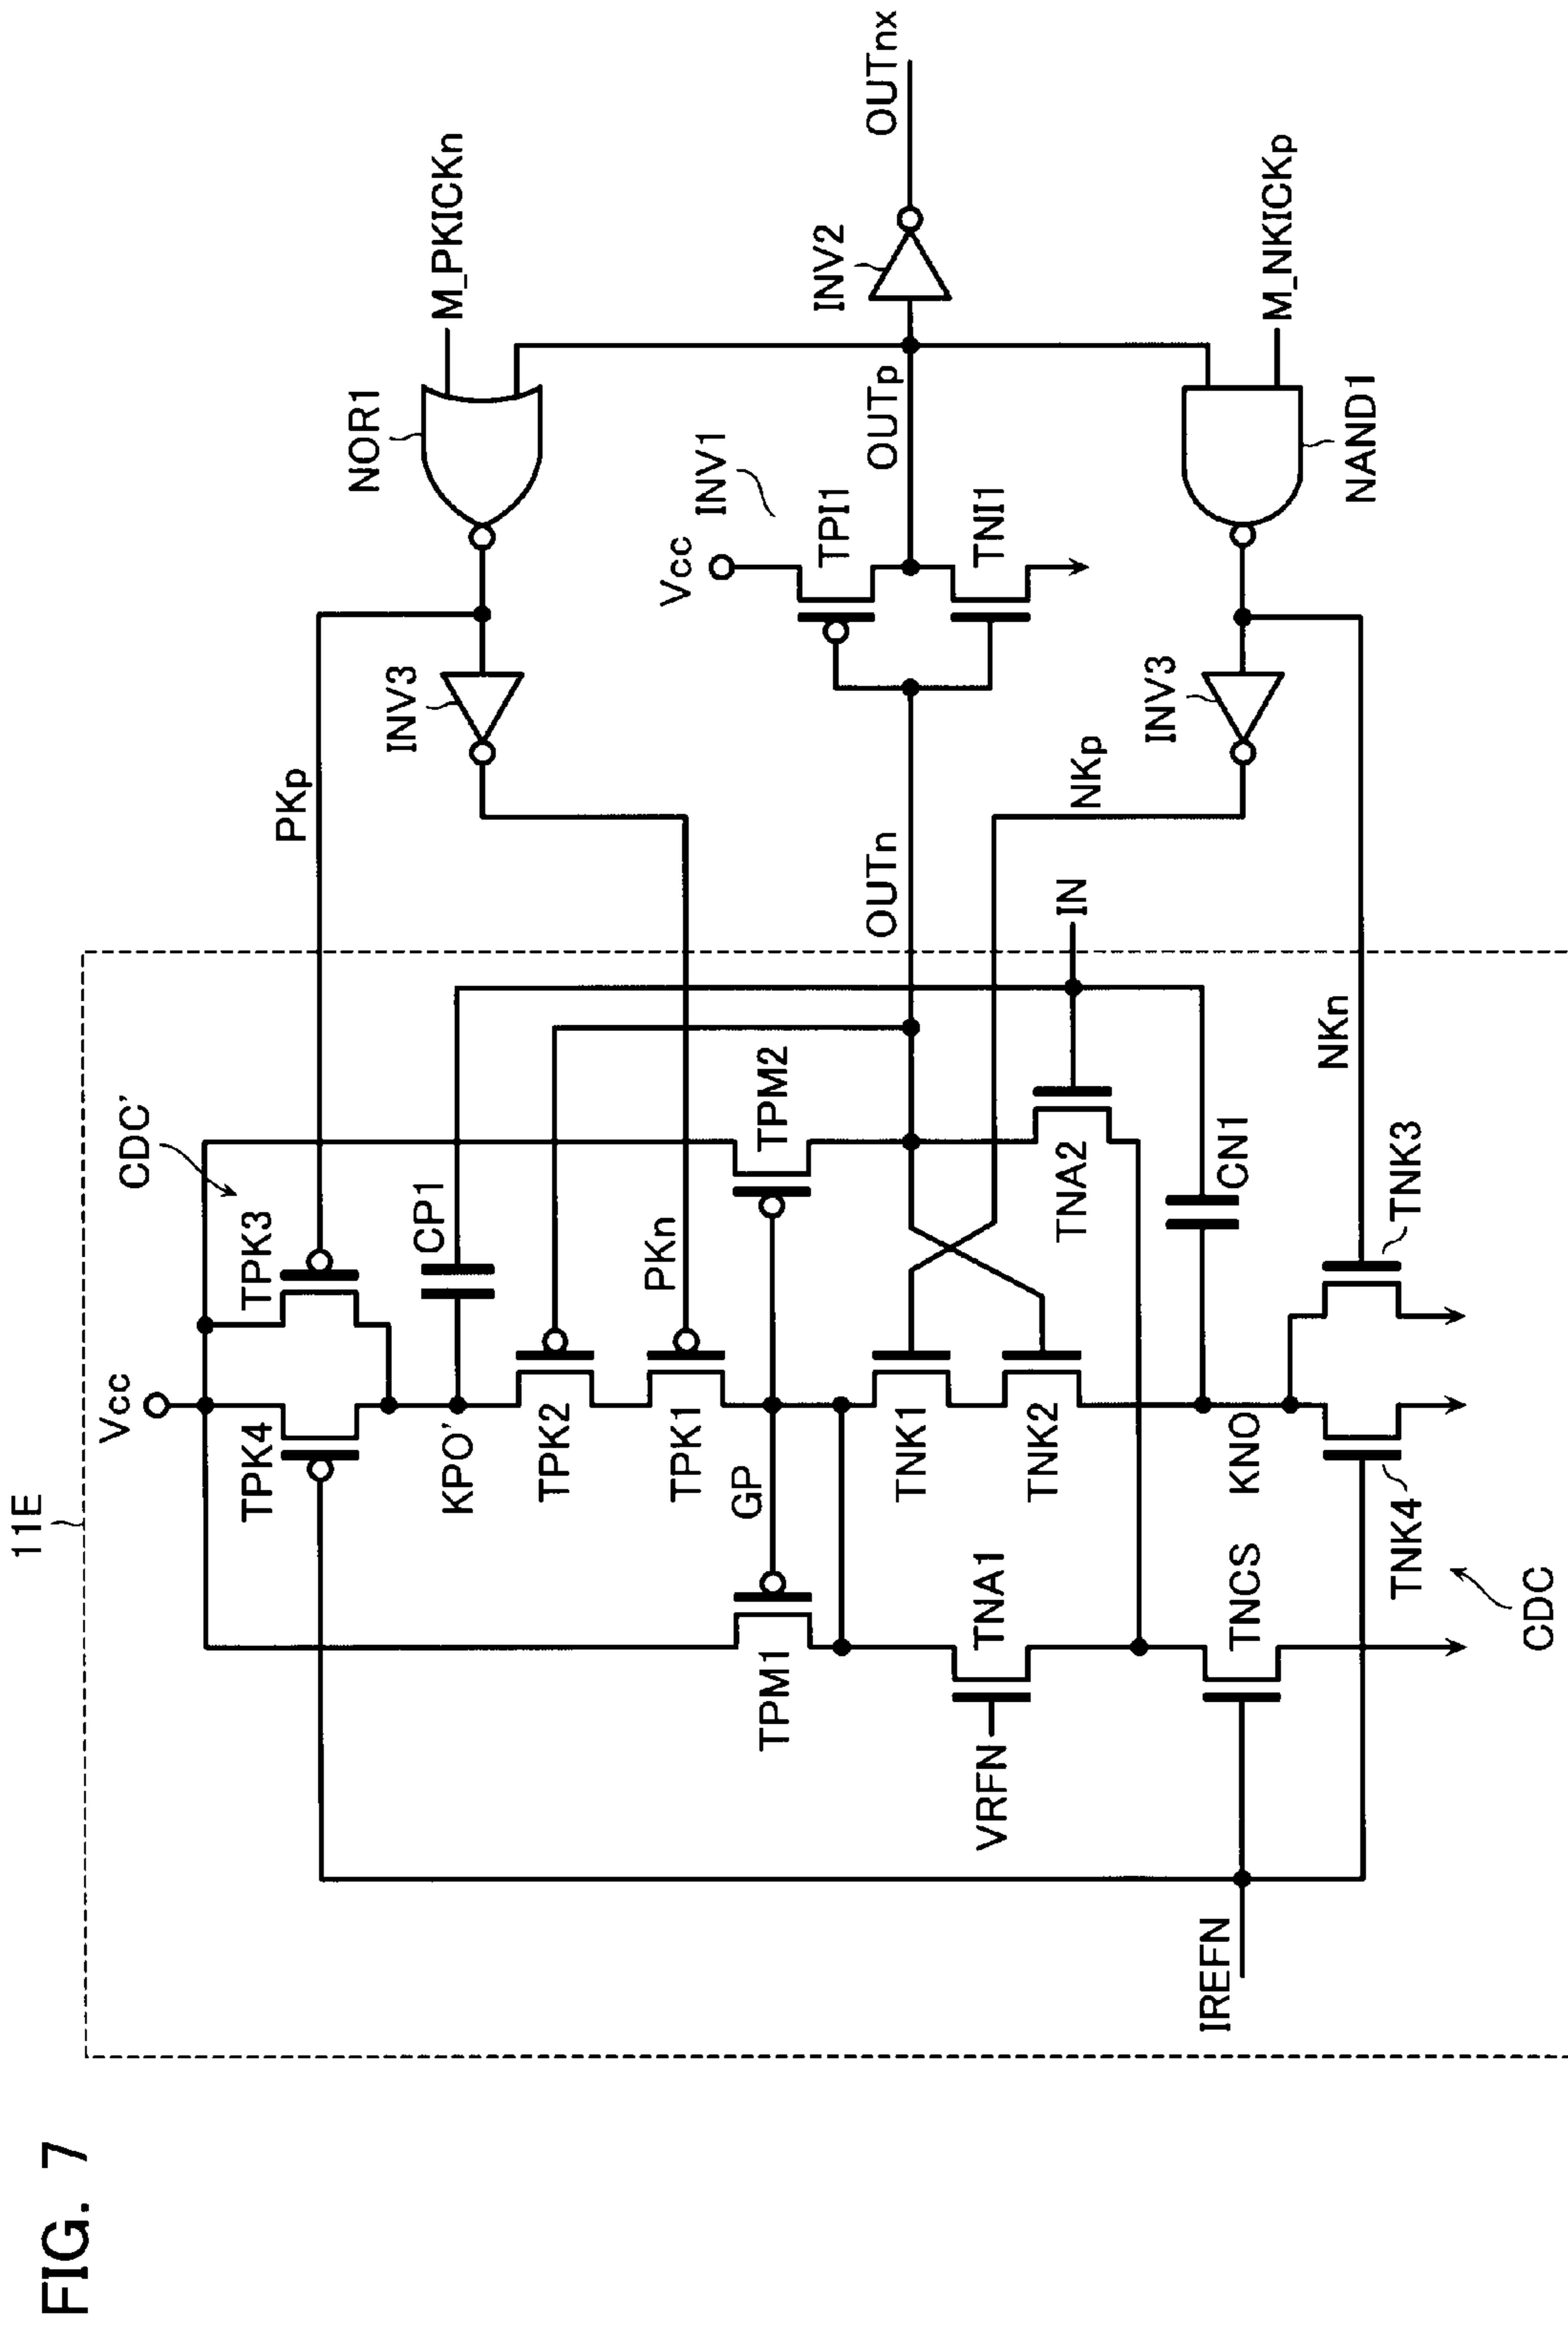 FIG. 7
11E
Vcc
CDC'
TPK4
TPK3
PKp
KPO'
CP1
INV3
NOR1
M_PKICKn
TPK2
TPK1
PKn
GP
TPM1
TPM2
Vcc
INV1
TPI1
OUTn
OUTp
INV2
OUTnx
TNK1
VRFN
TNA1
TNK2
TNA2
IN
NKp
TNI1
IREFN
TNCS
KNO
CN1
INV3
M_NKICKp
NKn
NAND1
TNK4
TNK3
CDC